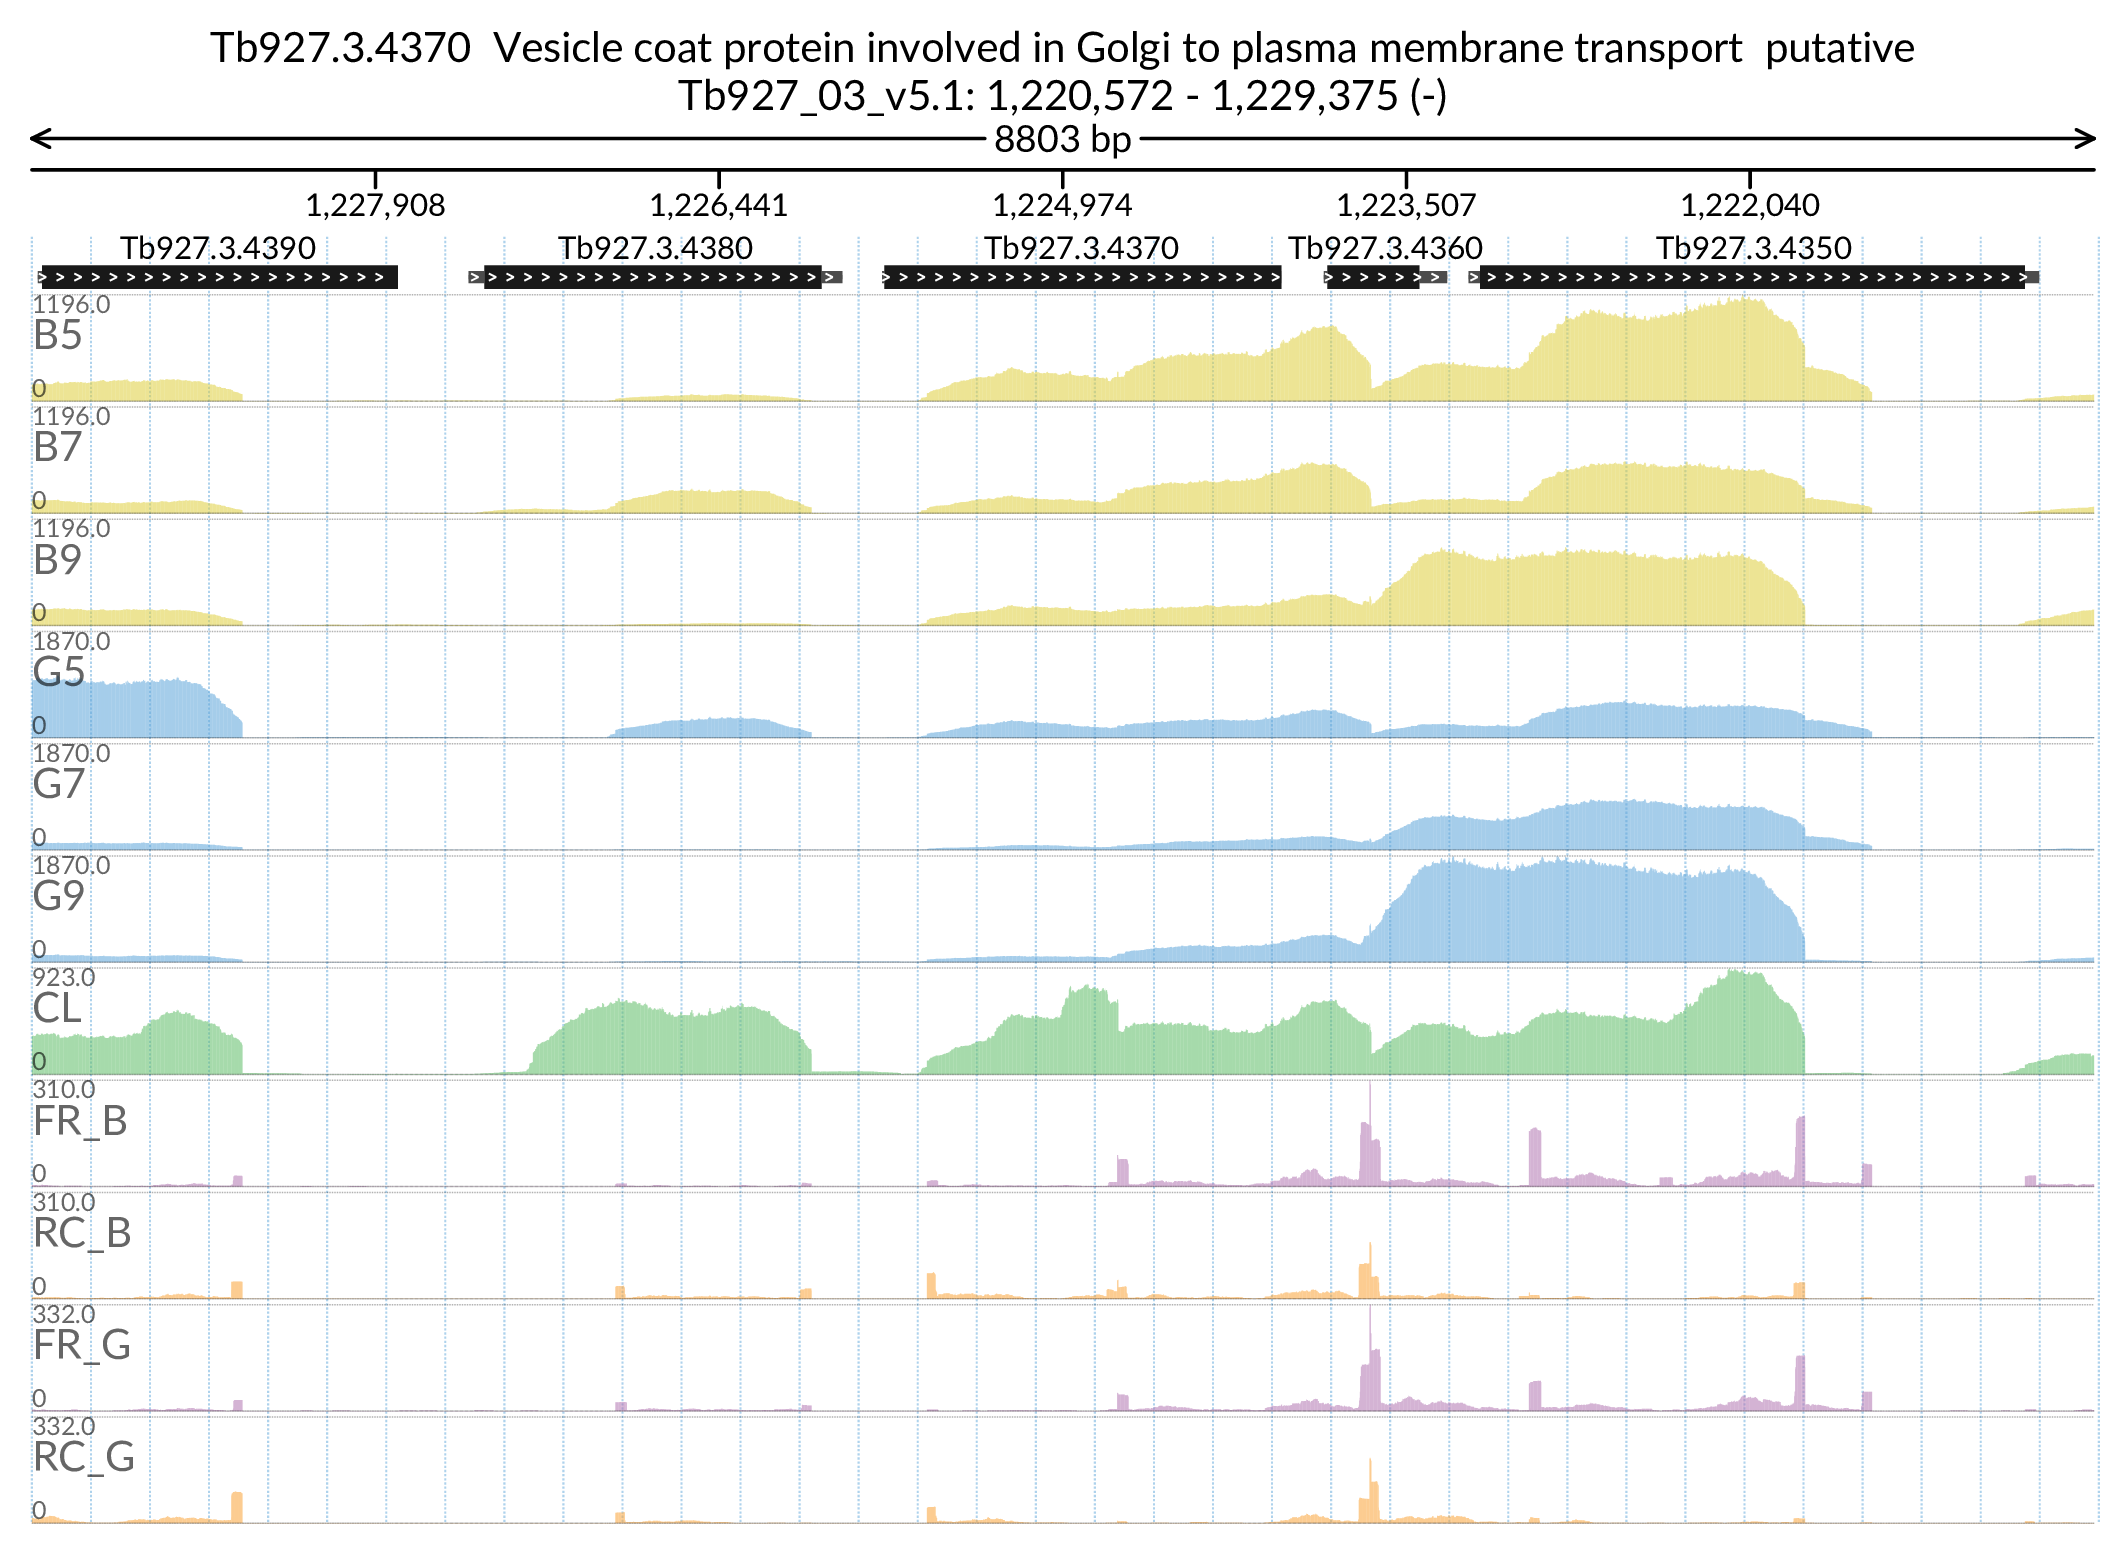 Tb927.3.4370  Vesicle coat protein involved in Golgi to plasma membrane transport  putative
Tb927_03_v5.1: 1,220,572 - 1,229,375 (-)
8803 bp
1,227,908 1,226,441 1,224,974 1,223,507 1,222,040
Tb927.3.4390 Tb927.3.4380 Tb927.3.4370 Tb927.3.4360 Tb927.3.4350
1196.0
B5
0
1196.0
B7
0
1196.0
B9
0
1870.0
G5
0
1870.0
G7
0
1870.0
G9
0
923.0
CL
0
310.0
FR_B
0
310.0
RC_B
0
332.0
FR_G
0
332.0
RC_G
0